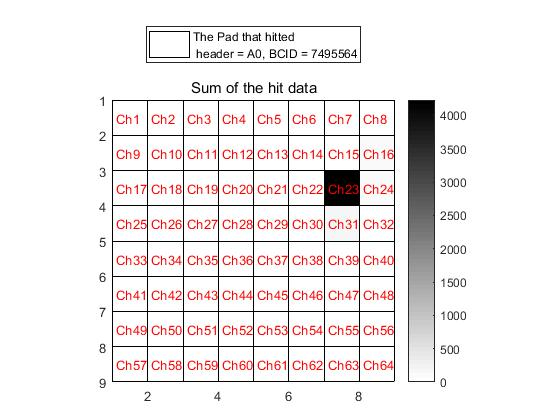 The Pad that hitted
header = A0, BCID = 7495564
Sum of the hit data
1
Ch1 Ch2 Ch3 Ch4 Ch5 Ch6 Ch7 Ch8
2
Ch9 Ch10 Ch11 Ch12 Ch13 Ch14 Ch15 Ch16
3
Ch17 Ch18 Ch19 Ch20 Ch21 Ch22 Ch23 Ch24
4
Ch25 Ch26 Ch27 Ch28 Ch29 Ch30 Ch31 Ch32
5
Ch33 Ch34 Ch35 Ch36 Ch37 Ch38 Ch39 Ch40
6
Ch41 Ch42 Ch43 Ch44 Ch45 Ch46 Ch47 Ch48
7
Ch49 Ch50 Ch51 Ch52 Ch53 Ch54 Ch55 Ch56
8
Ch57 Ch58 Ch59 Ch60 Ch61 Ch62 Ch63 Ch64
9
2 4 6 8
4000
3500
3000
2500
2000
1500
1000
500
0